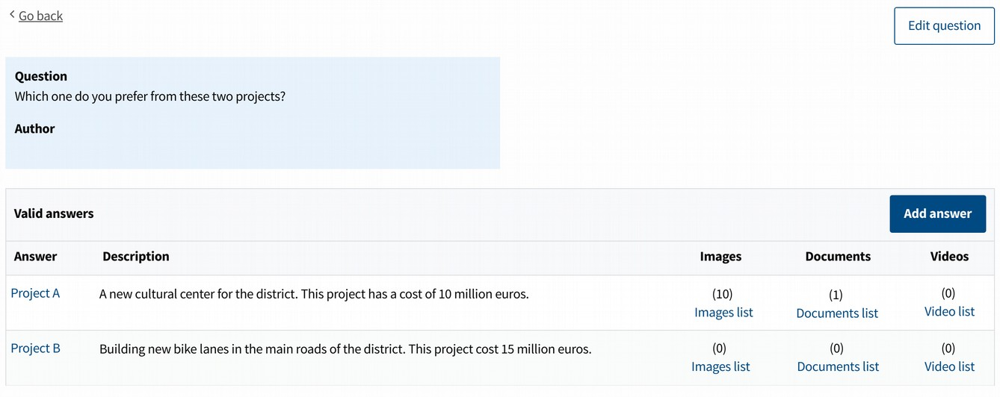 Go back
Edit question
Question
Which one do you prefer from these two projects?
Author
Valid answers
Add answer
Answer Description Images Documents Videos
Project A A new cultural center for the district. This project has a cost of 10 million euros. (10) (1) (0)
Images list Documents list Video list
Project B Building new bike lanes in the main roads of the district. This project cost 15 million euros. (0) (0) (0)
Images list Documents list Video list